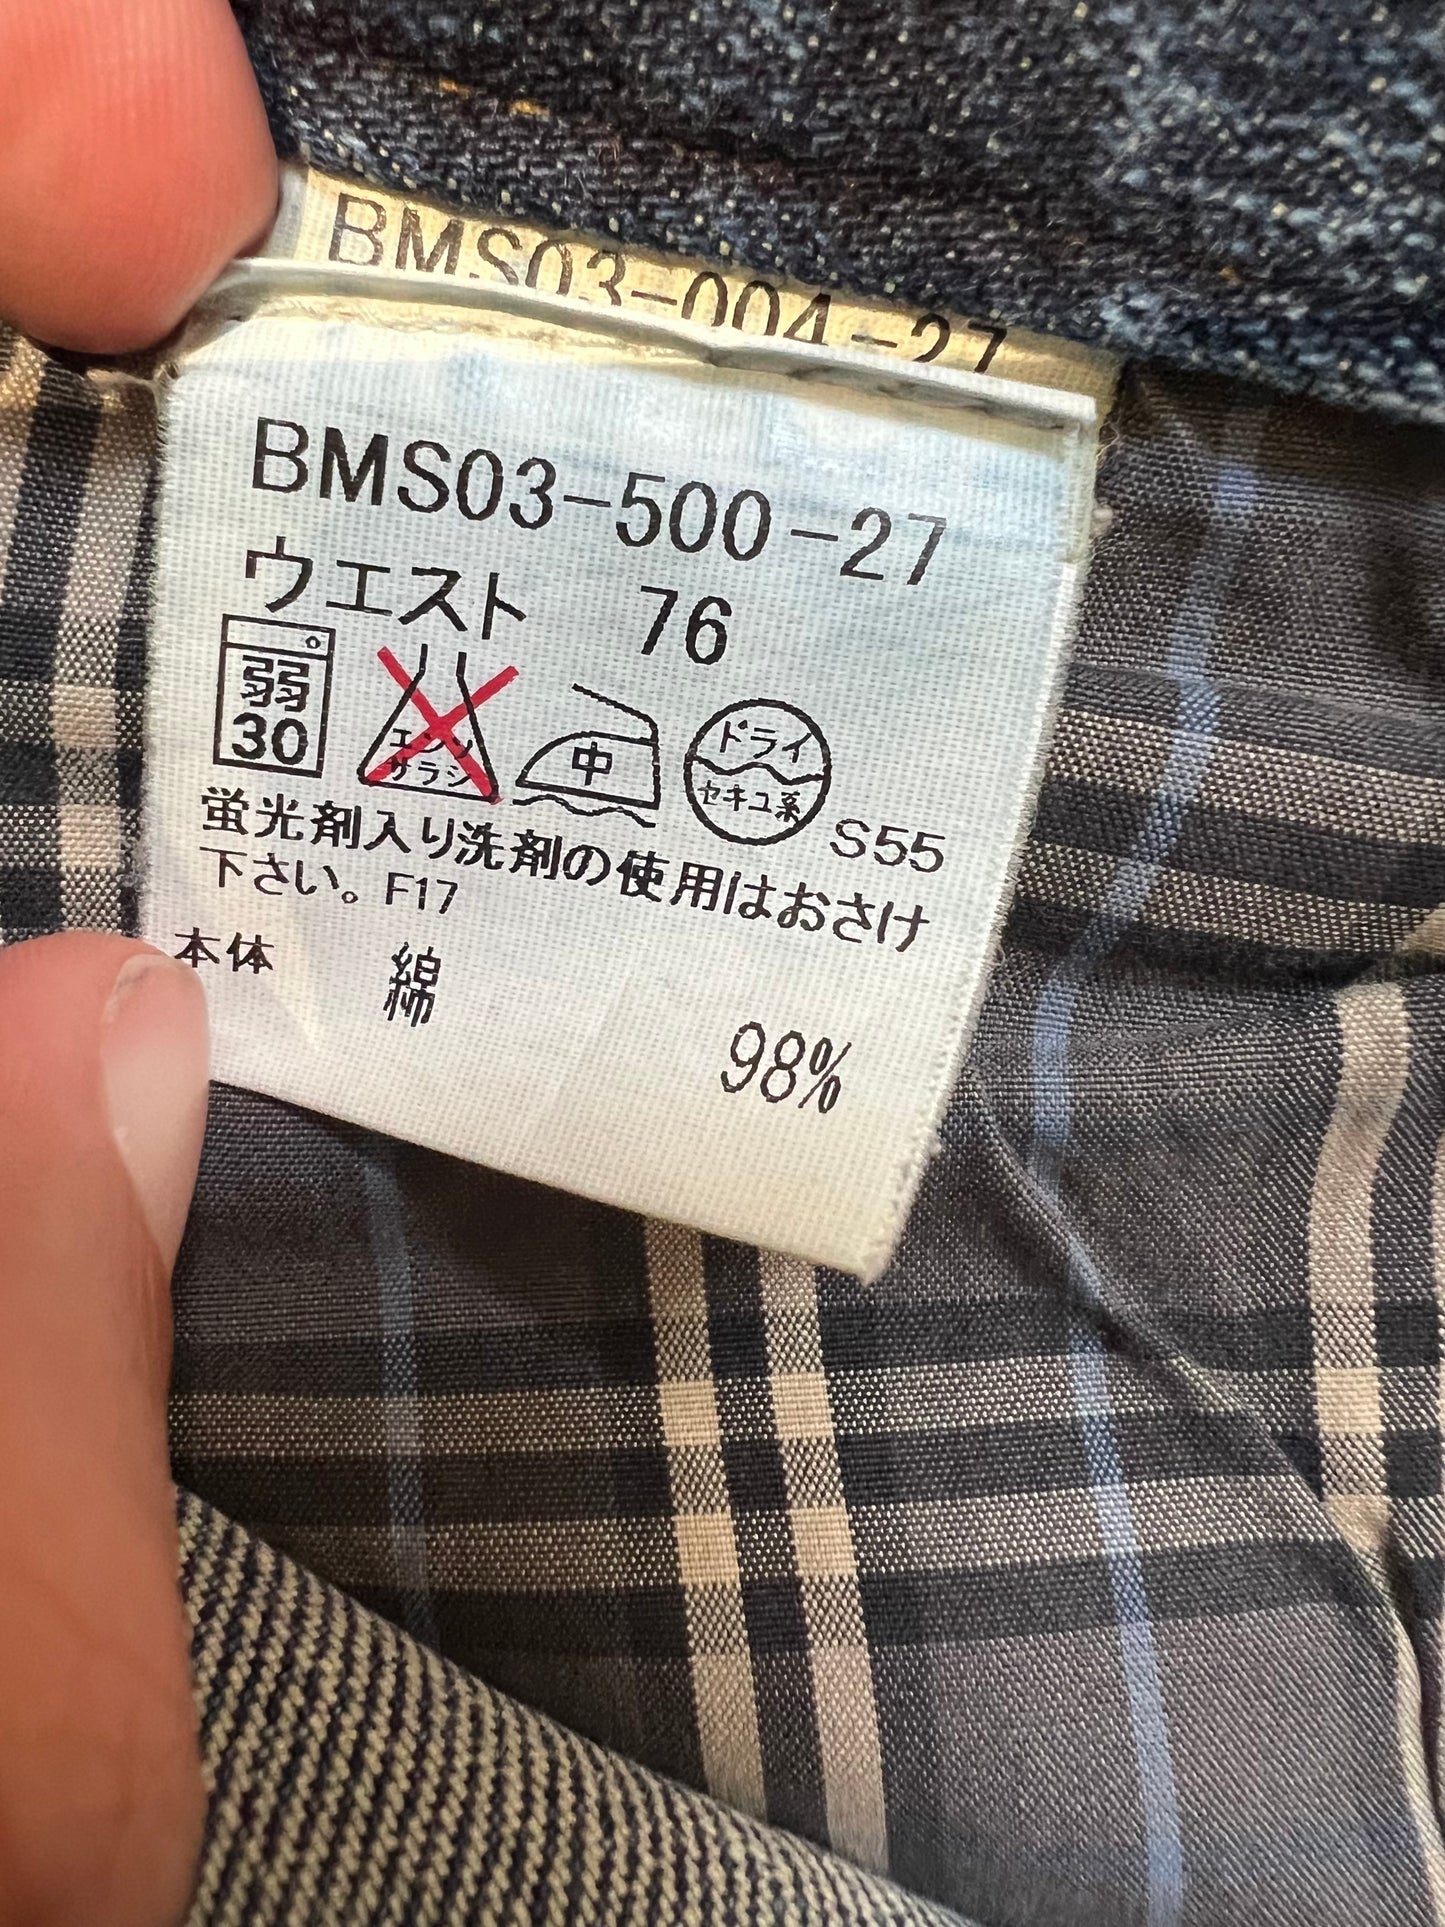 BMS03-004-27
BMS03-500-27
ウエスト 76
弱
30
エンソ
サラシ
中
ドライ
セキユ系
S55
蛍光剤入り洗剤の使用はおさけ
下さい。F17
本体 綿 98%